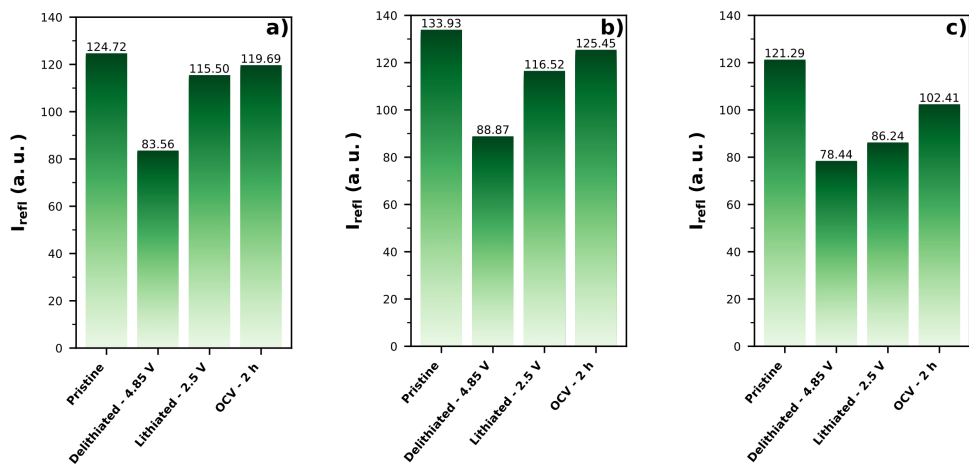 a)
I_refl (a. u. )
140
120
100
80
60
40
20
0
124.72
83.56
115.50
119.69
Pristine
Delithiated - 4.85 V
Lithiated - 2.5 V
OCV - 2 h
b)
I_refl (a. u. )
140
120
100
80
60
40
20
0
133.93
88.87
116.52
125.45
Pristine
Delithiated - 4.85 V
Lithiated - 2.5 V
OCV - 2 h
c)
I_refl (a. u. )
140
120
100
80
60
40
20
0
121.29
78.44
86.24
102.41
Pristine
Delithiated - 4.85 V
Lithiated - 2.5 V
OCV - 2 h